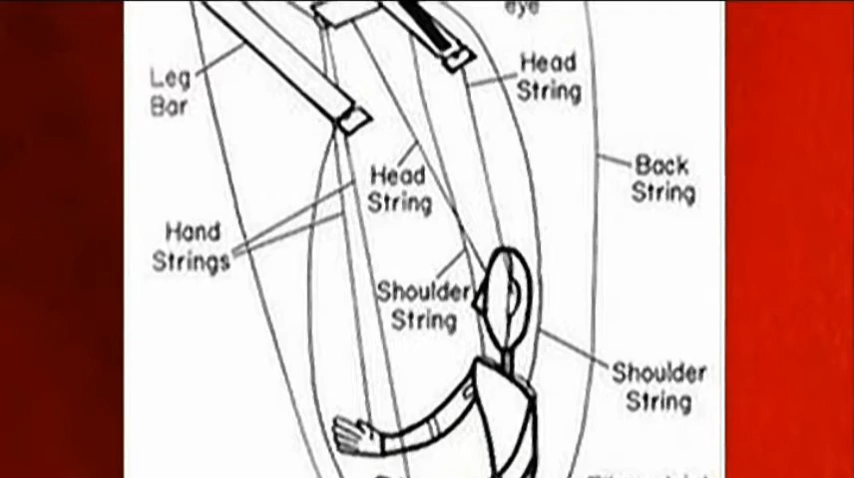 eye
Leg
Bar
Head
String
Head
String
Back
String
Hand
Strings
Shoulder
String
Shoulder
String